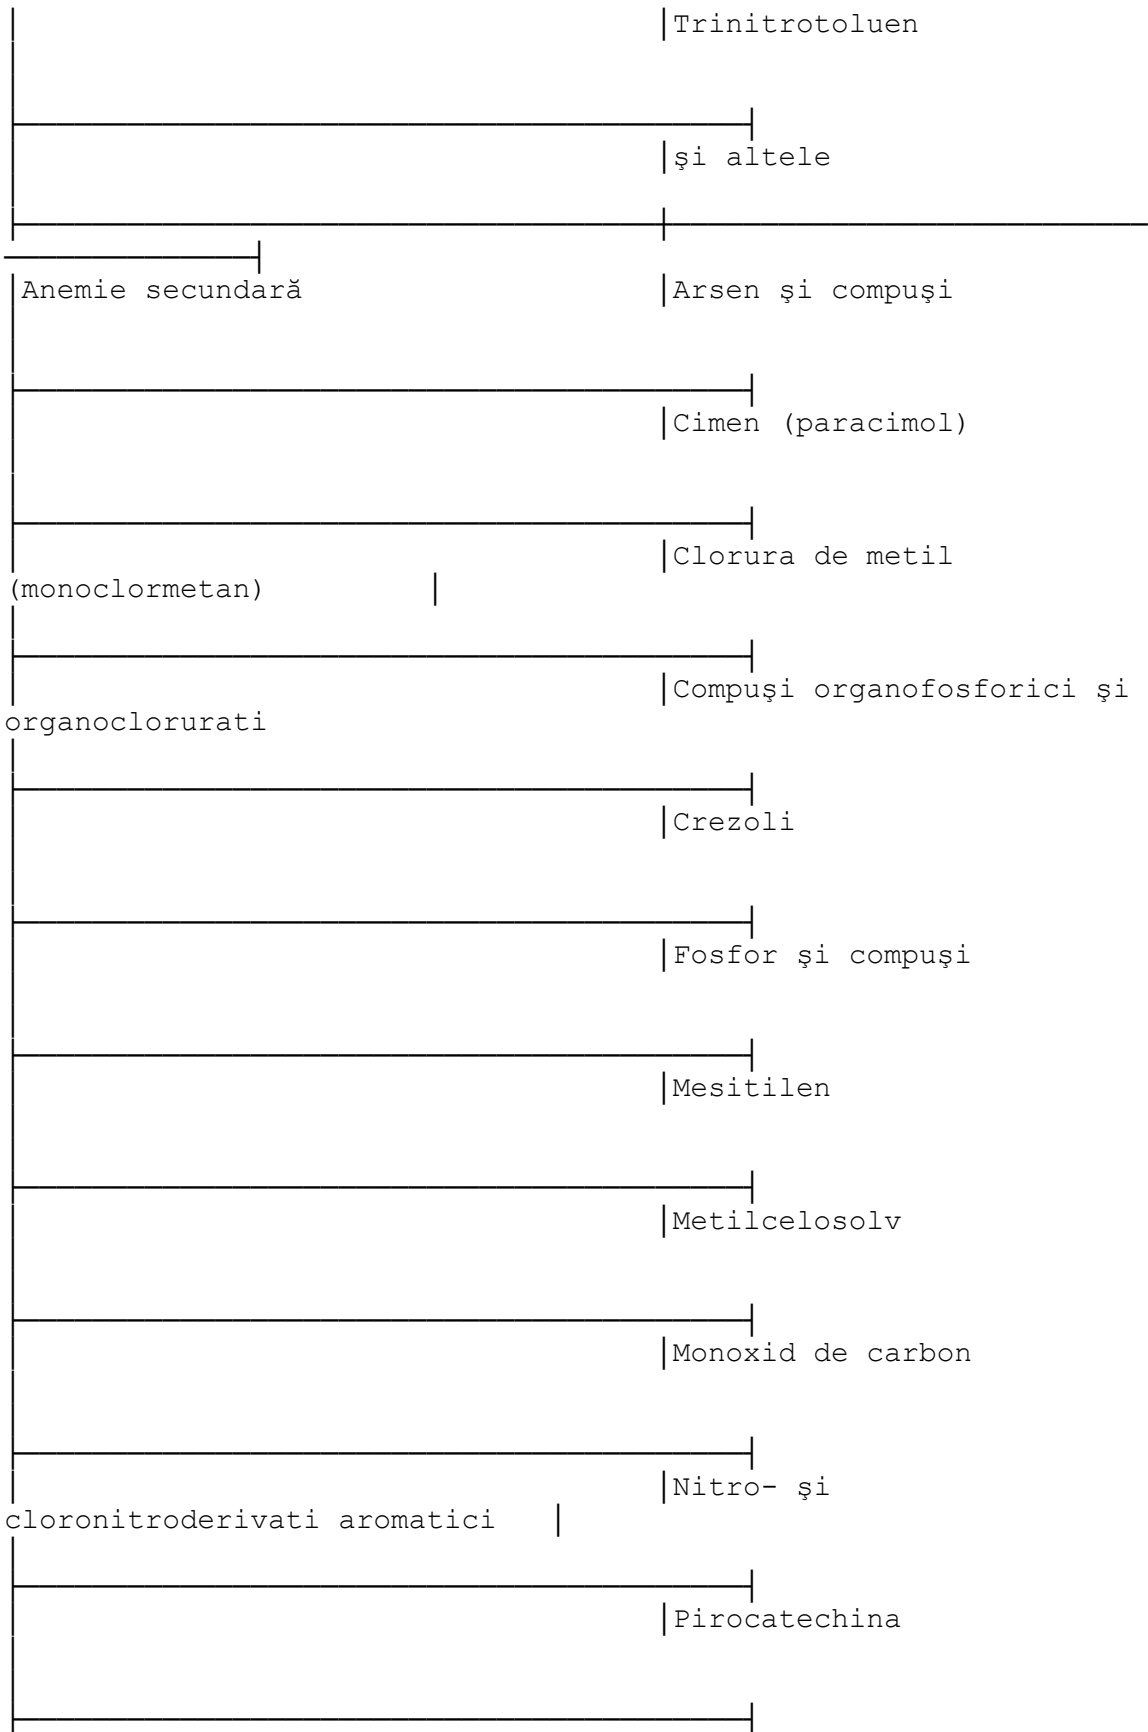 Trinitrotoluen
şi altele
Anemie secundară Arsen şi compuşi
Cimen (paracimol)
Clorura de metil
(monoclormetan)
Compuşi organofosforici şi
organoclorurati
Crezoli
Fosfor şi compuşi
Mesitilen
Metilcelosolv
Monoxid de carbon
Nitro- şi
cloronitroderivati aromatici
Pirocatechina